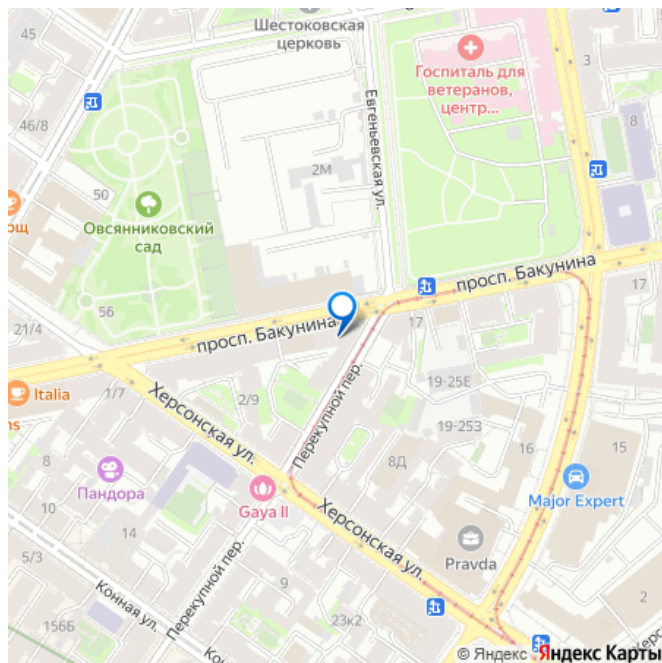 45
Шестоковская
церковь
3
Госпиталь для
ветеранов,
центр...
46/8
8
Евгеньевская ул.
2М
50
ощ
Овсянниковский
сад
просп. Бакунина
56
17
21/4
просп. Бакунина
17
Italia
1/7
2/9
19-25Е
Перекупной пер.
ns
Херсонская ул.
8
19-253
16
15
Пандора
8Д
Major Expert
10
Gaya II
14
Херсонская ул.
Pravda
5/3
Перекупной пер.
9
Конная ул.
2
156Б
23к2
© Яндекс Яндекс Карты